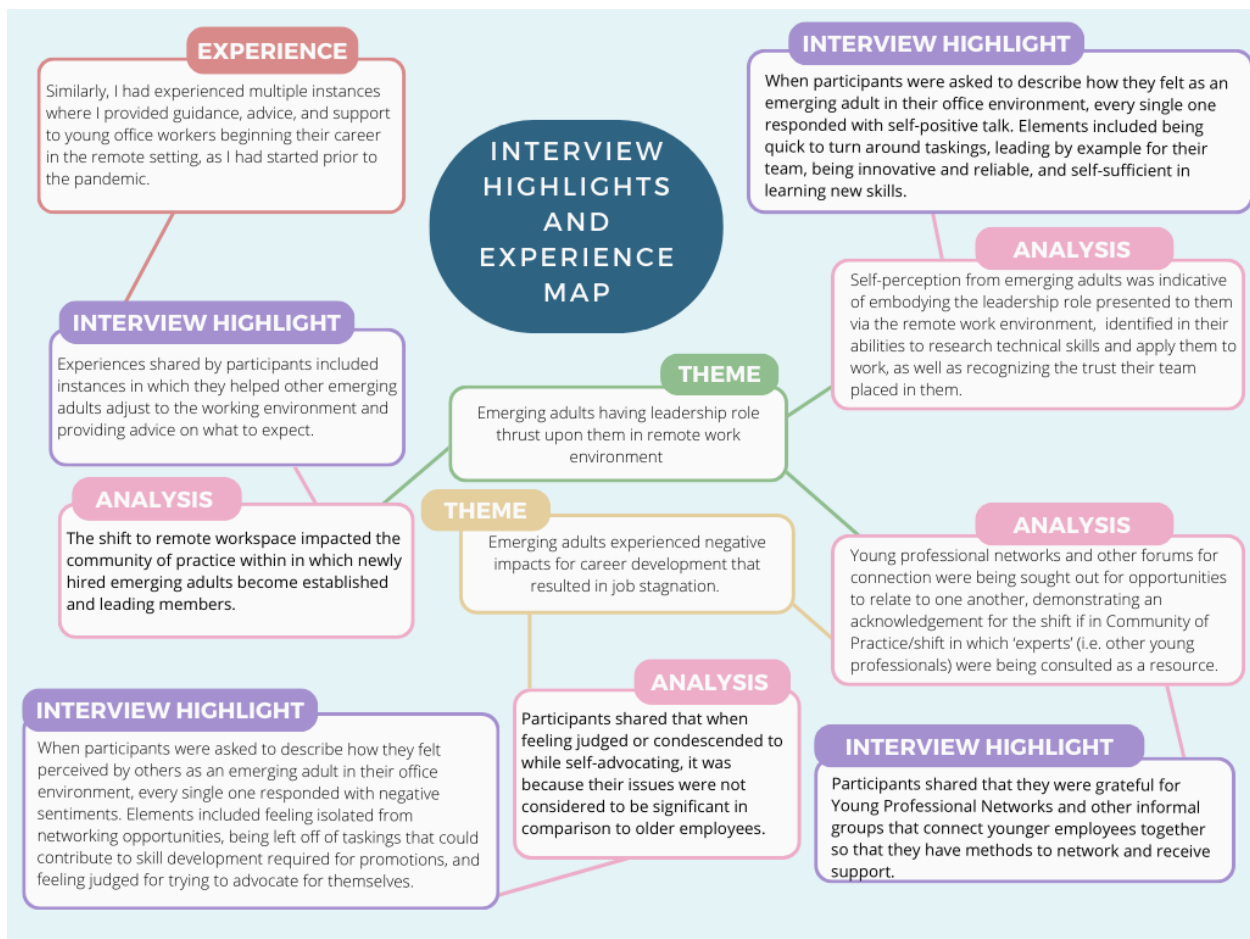 EXPERIENCE
Similarly, I had experienced multiple instances
where I provided guidance, advice, and support
to young office workers beginning their career
in the remote setting, as I had started prior to
the pandemic.
INTERVIEW
HIGHLIGHTS
AND
EXPERIENCE
MAP
INTERVIEW HIGHLIGHT
When participants were asked to describe how they felt as an
emerging adult in their office environment, every single one
responded with self-positive talk. Elements included being
quick to turn around taskings, leading by example for their
team, being innovative and reliable, and self-sufficient in
learning new skills.
ANALYSIS
Self-perception from emerging adults was indicative
of embodying the leadership role presented to them
via the remote work environment, identified in their
abilities to research technical skills and apply them to
work, as well as recognizing the trust their team
placed in them.
INTERVIEW HIGHLIGHT
Experiences shared by participants included
instances in which they helped other emerging
adults adjust to the working environment and
providing advice on what to expect.
THEME
Emerging adults having leadership role
thrust upon them in remote work
environment
ANALYSIS
The shift to remote workspace impacted the
community of practice within in which newly
hired emerging adults become established
and leading members.
THEME
Emerging adults experienced negative
impacts for career development that
resulted in job stagnation.
ANALYSIS
Young professional networks and other forums for
connection were being sought out for opportunities
to relate to one another, demonstrating an
acknowledgement for the shift if in Community of
Practice/shift in which ‘experts’ (i.e. other young
professionals) were being consulted as a resource.
INTERVIEW HIGHLIGHT
When participants were asked to describe how they felt
perceived by others as an emerging adult in their office
environment, every single one responded with negative
sentiments. Elements included feeling isolated from
networking opportunities, being left off of taskings that could
contribute to skill development required for promotions, and
feeling judged for trying to advocate for themselves.
ANALYSIS
Participants shared that when
feeling judged or condescended to
while self-advocating, it was
because their issues were not
considered to be significant in
comparison to older employees.
INTERVIEW HIGHLIGHT
Participants shared that they were grateful for
Young Professional Networks and other informal
groups that connect younger employees together
so that they have methods to network and receive
support.